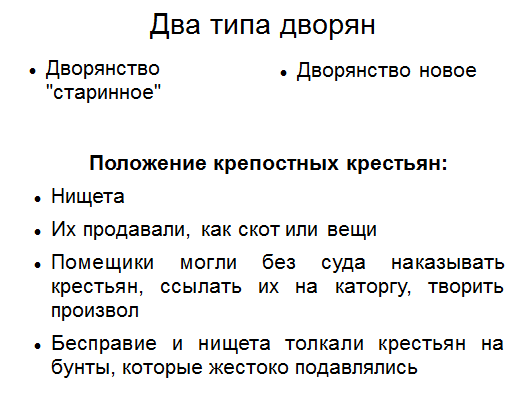 Два типа дворян
• Дворянство
"старинное"
• Дворянство новое
Положение крепостных крестьян:
• Нищета
• Их продавали, как скот или вещи
• Помещики могли без суда наказывать
крестьян, ссылать их на каторгу, творить
произвол
• Бесправие и нищета толкали крестьян на
бунты, которые жестоко подавлялись